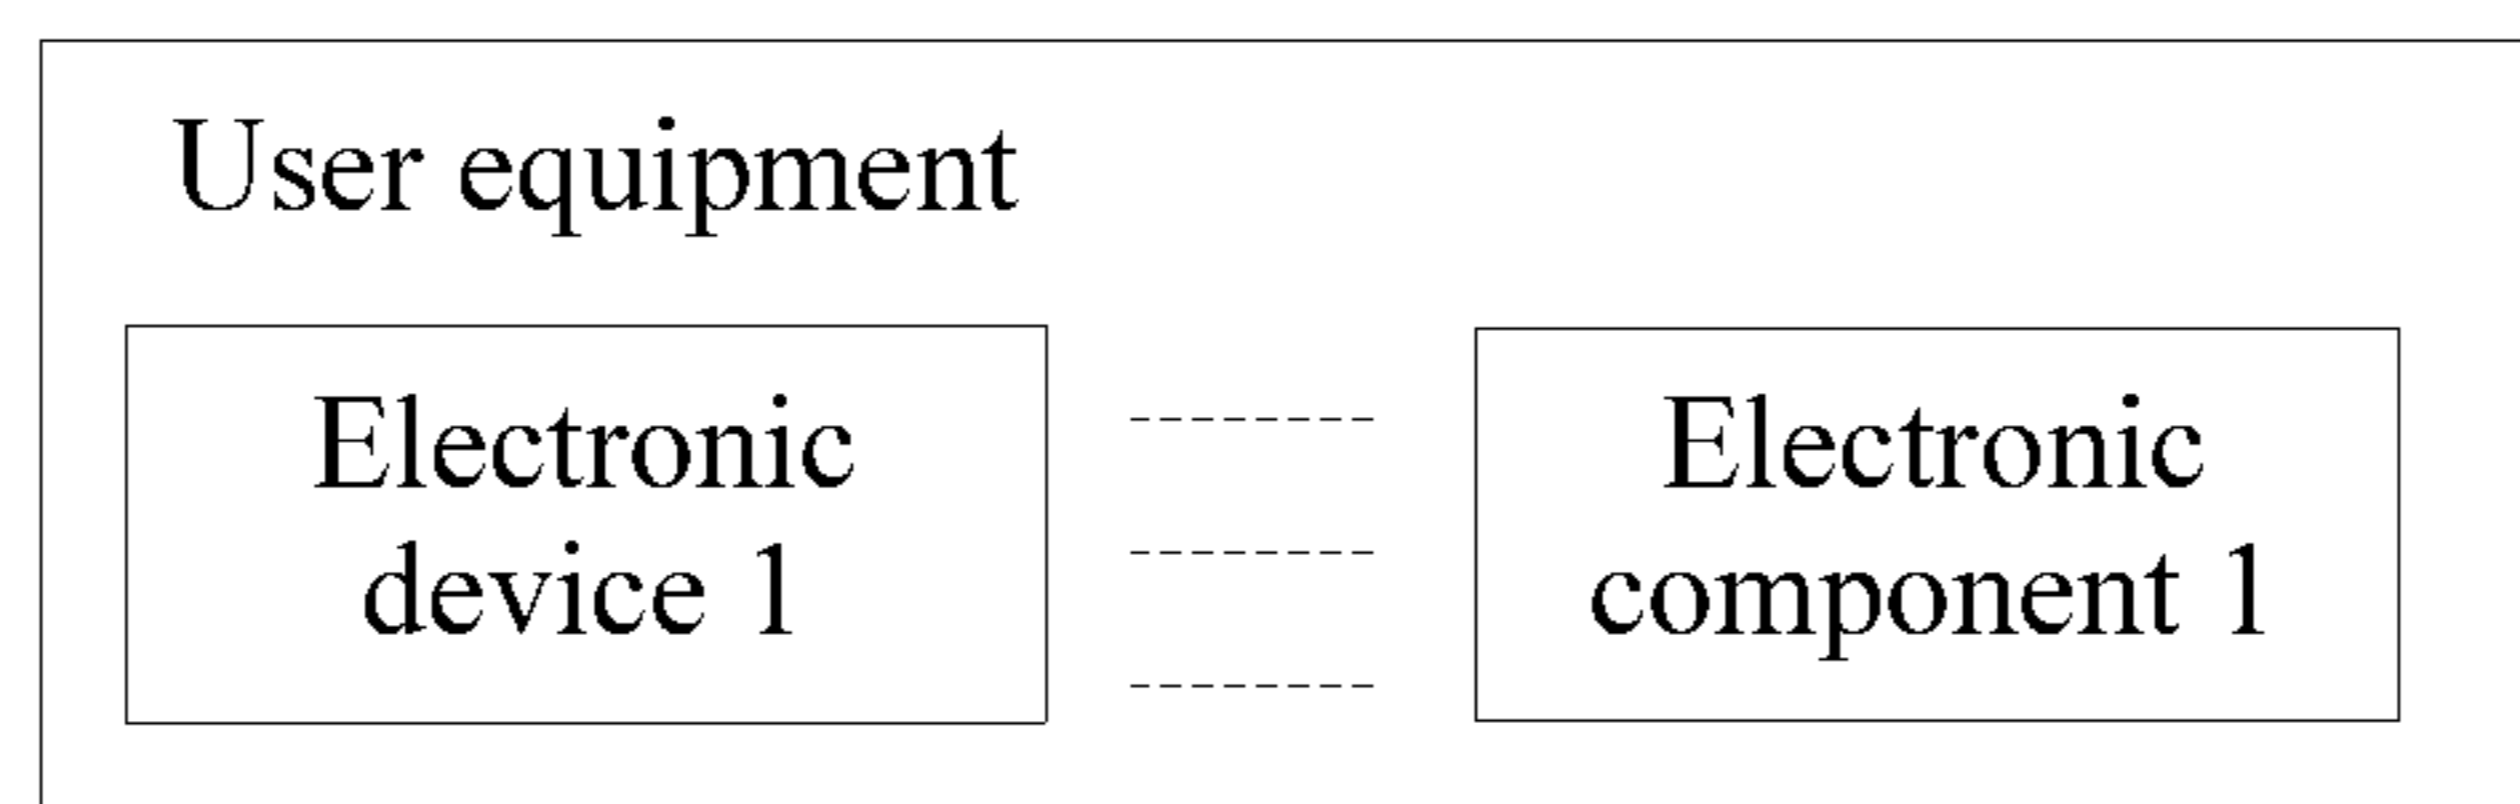 User equipment
Electronic
device 1
Electronic
component 1